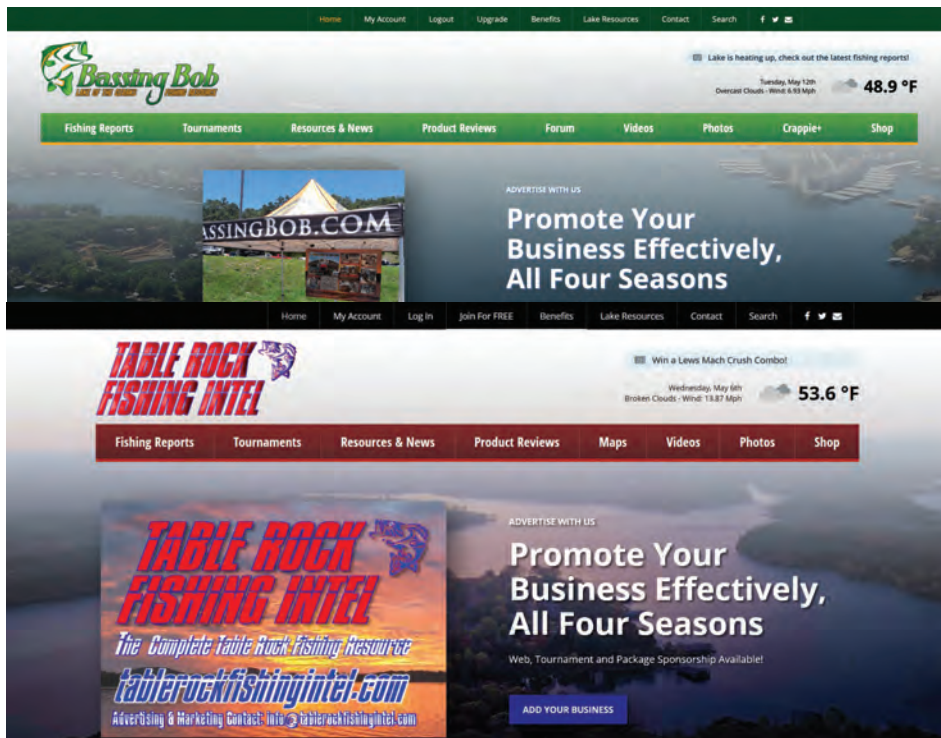 Home My Account Logout Upgrade Benefits Lake Resources Contact Search
Bassing Bob
LAKE OF THE OZARKS FISHING RESOURCE
Lake is heating up, check out the latest fishing reports!
Tuesday, May 12th
Overcast Clouds - Wind: 6.93 Mph
48.9 °F
Fishing Reports Tournaments Resources & News Product Reviews Forum Videos Photos Crappie+ Shop
ASSINGBOB.COM
ADVERTISE WITH US
Promote Your
Business Effectively,
All Four Seasons
Home My Account Log In Join For FREE Benefits Lake Resources Contact Search
TABLE ROCK
FISHING INTEL
Win a Lews Mach Crush Combo!
Wednesday, May 6th
Broken Clouds - Wind: 13.87 Mph
53.6 °F
Fishing Reports Tournaments Resources & News Product Reviews Maps Videos Photos Shop
TABLE ROCK
FISHING INTEL
The Complete Table Rock Fishing Resource
tablerockfishingintel.com
Advertising & Marketing Contact: info@tablerockfishingintel.com
ADVERTISE WITH US
Promote Your
Business Effectively,
All Four Seasons
Web, Tournament and Package Sponsorship Available!
ADD YOUR BUSINESS